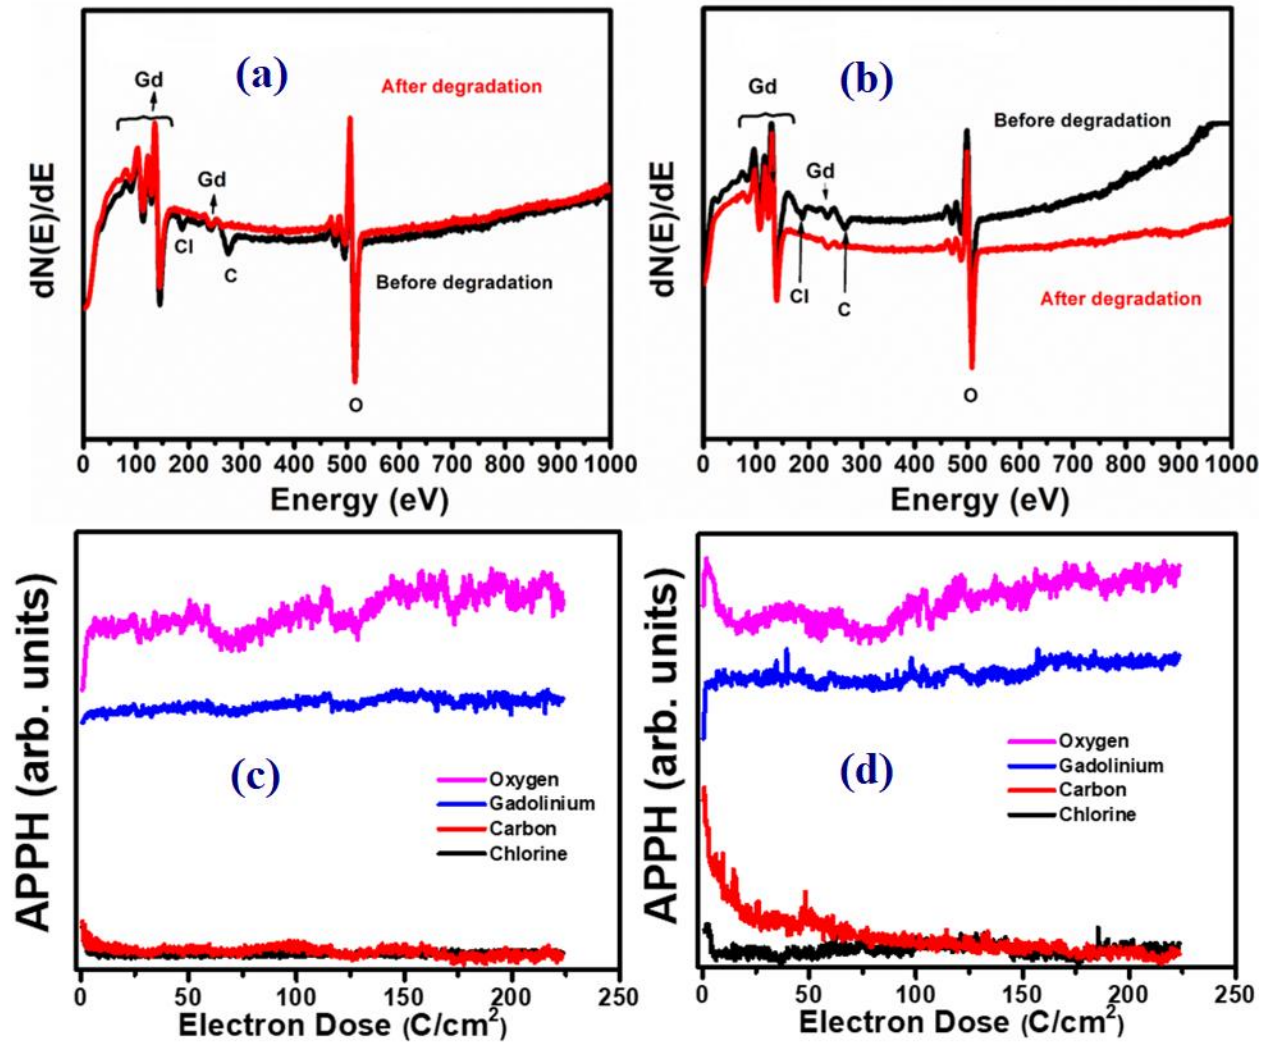 (a)
Gd
After degradation
Gd
Cl
C
Before degradation
O
dN(E)/dE
0 100 200 300 400 500 600 700 800 900 1000
Energy (eV)
(b)
Gd
Before degradation
Gd
Cl
C
After degradation
O
dN(E)/dE
0 100 200 300 400 500 600 700 800 900 1000
Energy (eV)
APPH (arb. units)
(c)
Oxygen
Gadolinium
Carbon
Chlorine
0 50 100 150 200 250
Electron Dose (C/cm²)
APPH (arb. units)
(d)
Oxygen
Gadolinium
Carbon
Chlorine
0 50 100 150 200 250
Electron Dose (C/cm²)